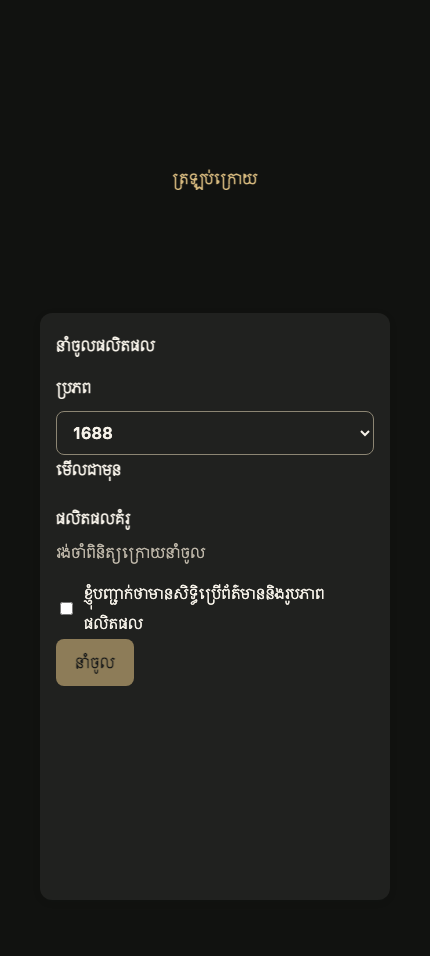 ត្រឡប់ក្រោយ
នាំចូលផលិតផល
ប្រភព
1688
មើលជាមុន
ផលិតផលគំរូ
រង់ចាំពិនិត្យក្រោយនាំចូល
ខ្ញុំបញ្ជាក់ថាមានសិទ្ធិប្រើព័ត៌មាននិងរូបភាព
ផលិតផល
នាំចូល